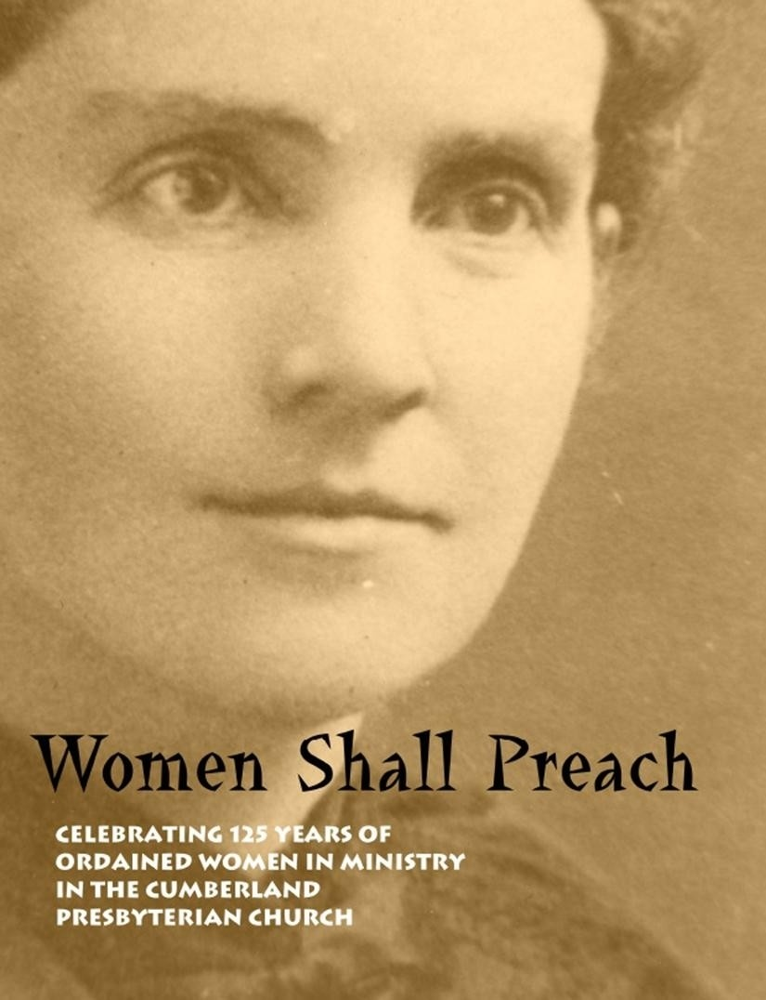 Women Shall Preach
CELEBRATING 125 YEARS OF
ORDAINED WOMEN IN MINISTRY
IN THE CUMBERLAND
PRESBYTERIAN CHURCH